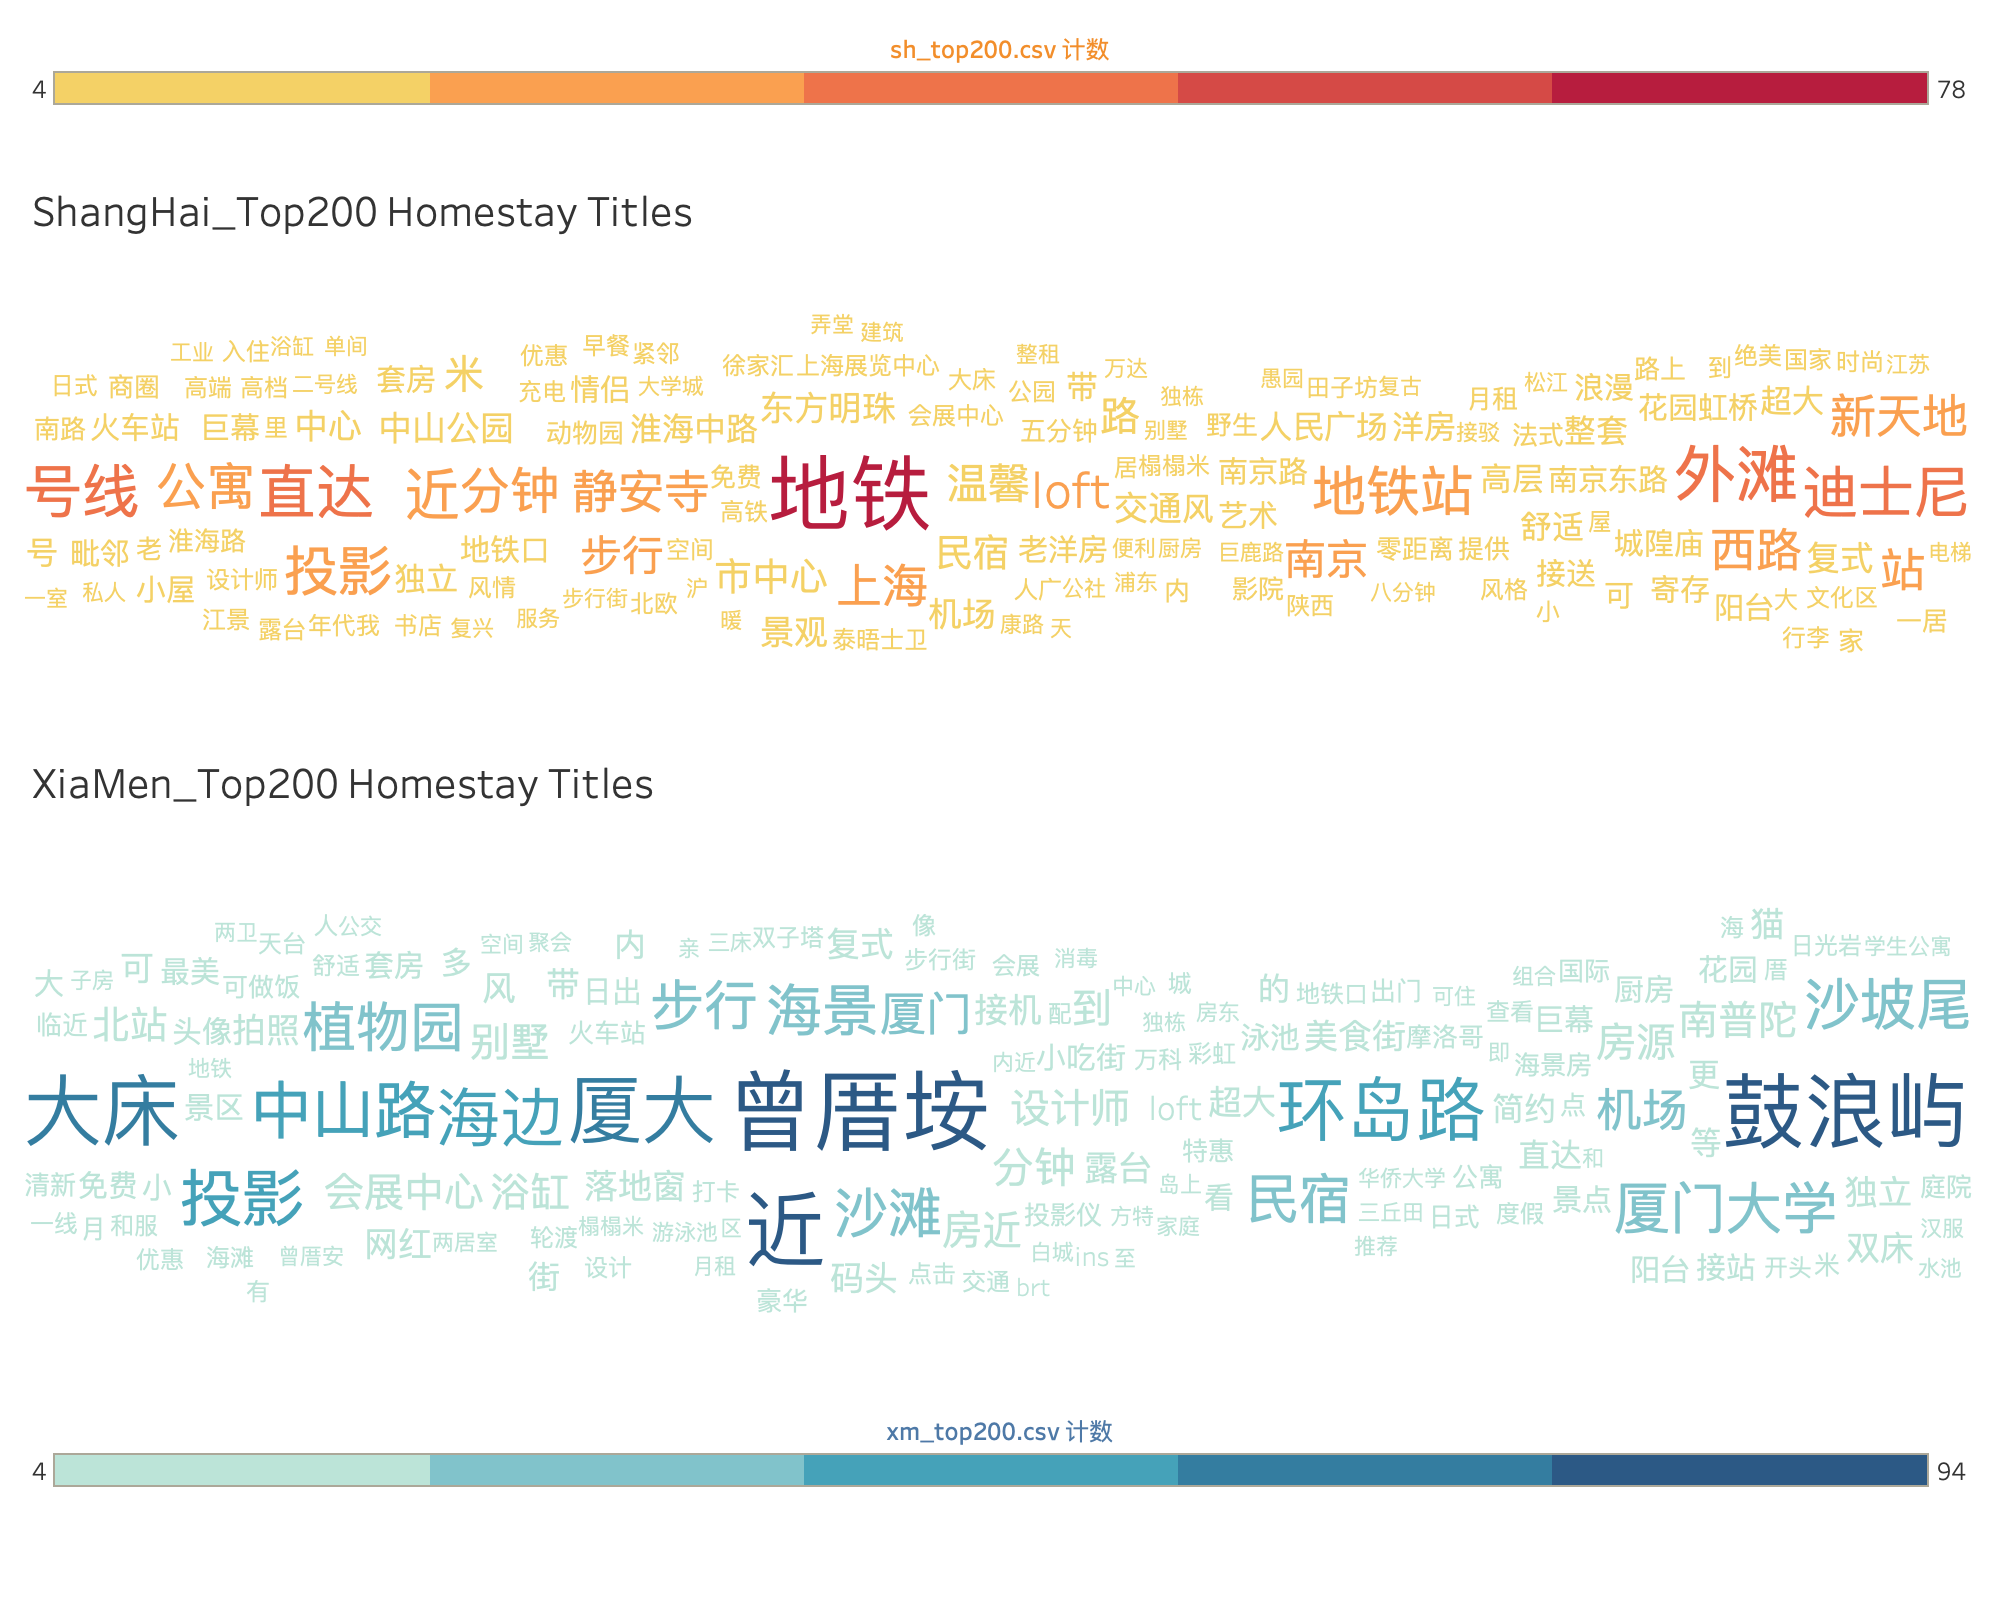 sh_top200.csv 计数
4 78
ShangHai_Top200 Homestay Titles
弄堂 建筑
工业 入住 浴缸 单间 优惠 早餐 紧邻 徐家汇 上海展览中心 整租 万达 路上 到 绝美 国家 时尚 江苏
日式 商圈 高端 高档 二号线 套房 米 充电 情侣 大学城 大床 公园 带 独栋 愚园 田子坊 复古 月租 松江 浪漫
南路 火车站 巨幕 里 中心 中山公园 动物园 淮海中路 东方明珠 会展中心 五分钟 路 别墅 野生 人民广场 洋房 接驳 法式 整套 花园 虹桥 超大 新天地
号线 公寓 直达 近 分钟 静安寺 免费 地铁 温馨 loft 居 榻榻米 南京路 地铁站 高层 南京东路 外滩 迪士尼
高铁 交通 风 艺术
号 毗邻 老 淮海路 投影 地铁口 步行 空间 民宿 老洋房 便利 厨房 巨鹿路 南京 零距离 提供 舒适 屋 城隍庙 西路 复式 站 电梯
一室 私人 小屋 设计师 独立 风情 步行街 北欧 沪 市中心 上海 人广 公社 浦东 内 影院 陕西 八分钟 风格 接送 小 可 寄存 阳台 大 文化区
江景 露台 年代 我 书店 复兴 服务 暖 景观 泰晤士 卫 机场 康路 天 行李 家 一居
XiaMen_Top200 Homestay Titles
两卫 天台 人公交 空间 聚会 内 亲 三床 双子塔 复式 像 海 猫 日光岩 学生公寓
大 子房 可 最美 可做饭 舒适 套房 多 风 带 日出 步行街 会展 消毒 中心 城 的 地铁口 出门 可住 组合 国际 厨房 花园 厝
临近 北站 头像 拍照 植物园 别墅 火车站 步行 海景 厦门 接机 配 到 独栋 房东 泳池 美食街 摩洛哥 查看 巨幕 房源 南普陀 沙坡尾
地铁 内近 小吃街 万科 彩虹 即 海景房 更
大床 景区 中山路 海边 厦大 曾厝垵 设计师 loft 超大 环岛路 简约 点 机场 鼓浪屿
分钟 露台 特惠 直达 和 等
清新 免费 小 投影 会展中心 浴缸 落地窗 打卡 近 沙滩 岛上 看 民宿 华侨大学 公寓 景点 厦门大学 独立 庭院
一线 月 和服 网红 两居室 轮渡 榻榻米 游泳池 区 房近 投影仪 方特 家庭 三丘田 日式 度假 汉服
优惠 海滩 曾厝安 街 设计 月租 码头 点击 交通 白城 ins 至 推荐 阳台 接站 开头 米 双床 水池
有 豪华 brt
xm_top200.csv 计数
4 94